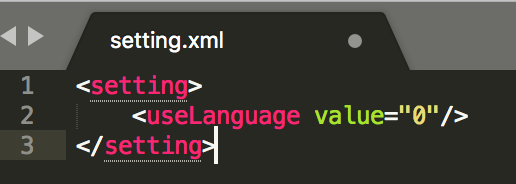 setting.xml
1 <setting>
2 <useLanguage value="0"/>
3 </setting>